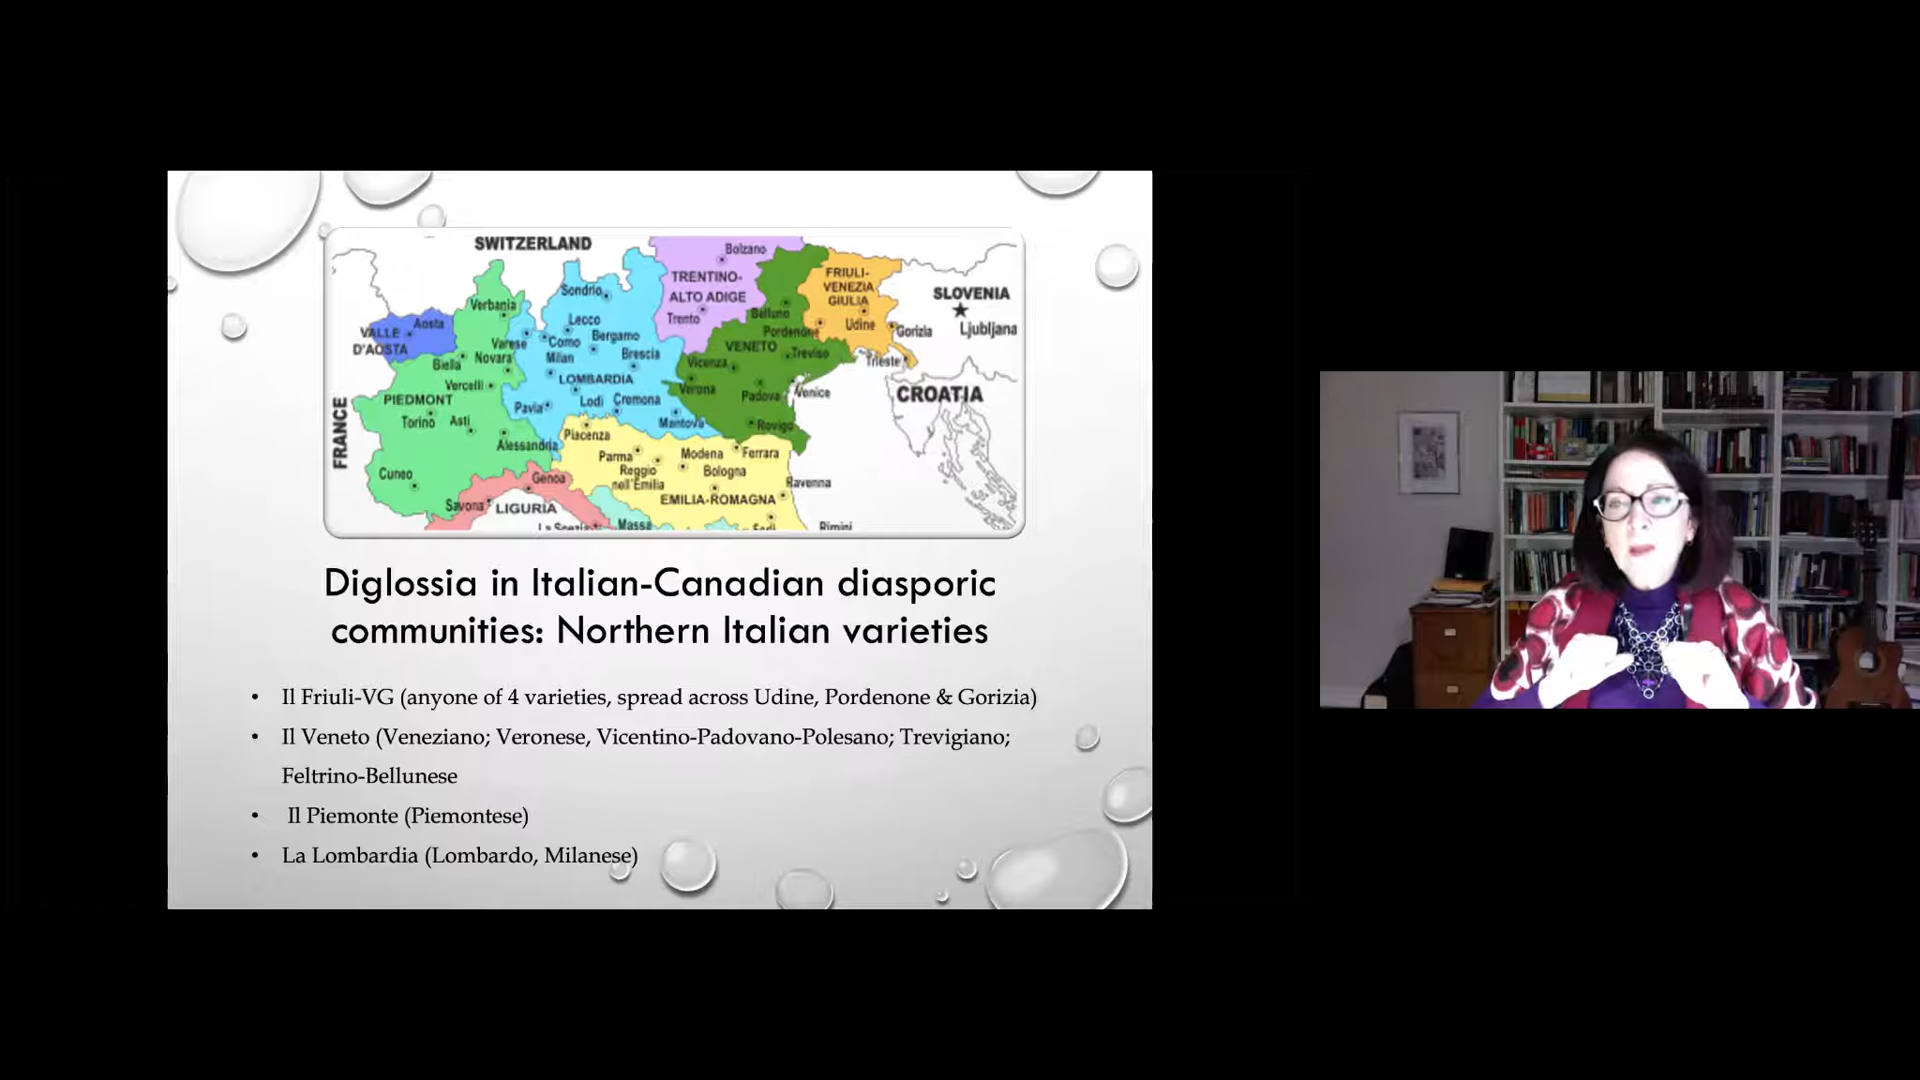 SWITZERLAND
Bolzano
TRENTINO-
ALTO ADIGE
Trento
FRIULI-
VENEZIA
GIULIA
Udine
Gorizia
Pordenone
Trieste
SLOVENIA
Ljubljana
CROATIA
Belluno
VENETO
Treviso
Vicenza
Verona
Padova
Venice
Rovigo
Sondrio
Lecco
Bergamo
Como
Varese
Milan
Brescia
LOMBARDIA
Lodi
Cremona
Pavia
Mantova
Verbania
Aosta
VALLE
D'AOSTA
Biella
Novara
Vercelli
PIEDMONT
Torino
Asti
Alessandria
Cuneo
FRANCE
Piacenza
Parma
Reggio
nell'Emilia
Modena
Ferrara
Bologna
Ravenna
EMILIA-ROMAGNA
Rimini
Genoa
Savona
LIGURIA
La Spezia
Massa
Diglossia in Italian-Canadian diasporic
communities: Northern Italian varieties
• Il Friuli-VG (anyone of 4 varieties, spread across Udine, Pordenone & Gorizia)
• Il Veneto (Veneziano; Veronese, Vicentino-Padovano-Polesano; Trevigiano;
Feltrino-Bellunese
• Il Piemonte (Piemontese)
• La Lombardia (Lombardo, Milanese)